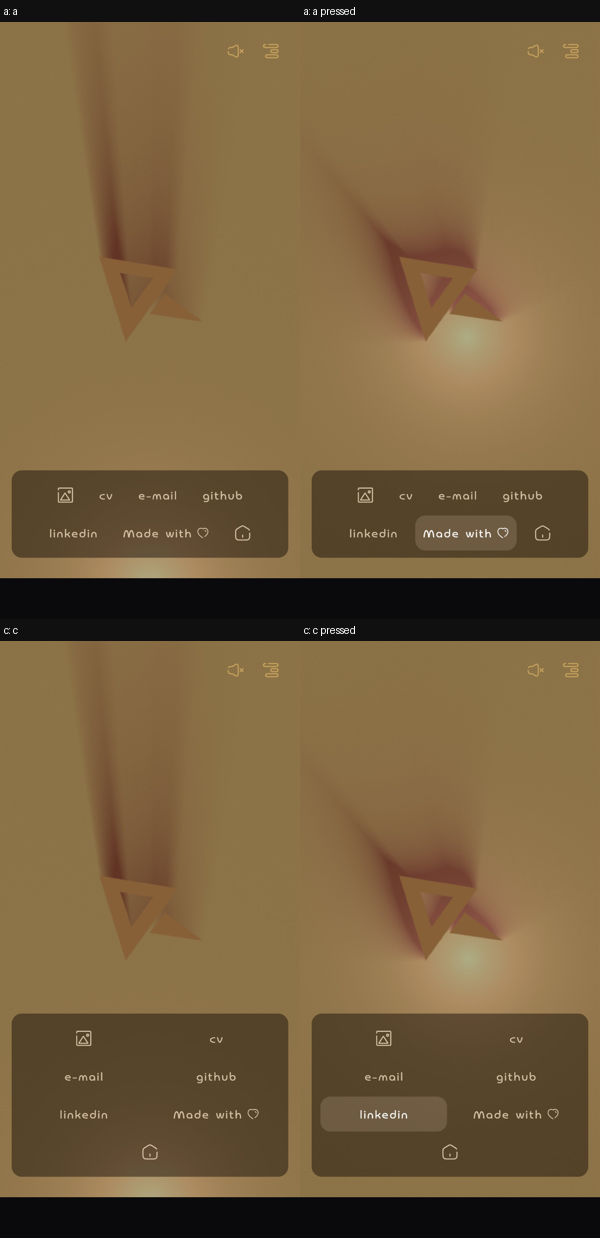 a: a
a: a pressed
cv e-mail github
linkedin Made with
cv e-mail github
linkedin Made with
c: c
c: c pressed
cv
e-mail github
linkedin Made with
cv
e-mail github
linkedin Made with